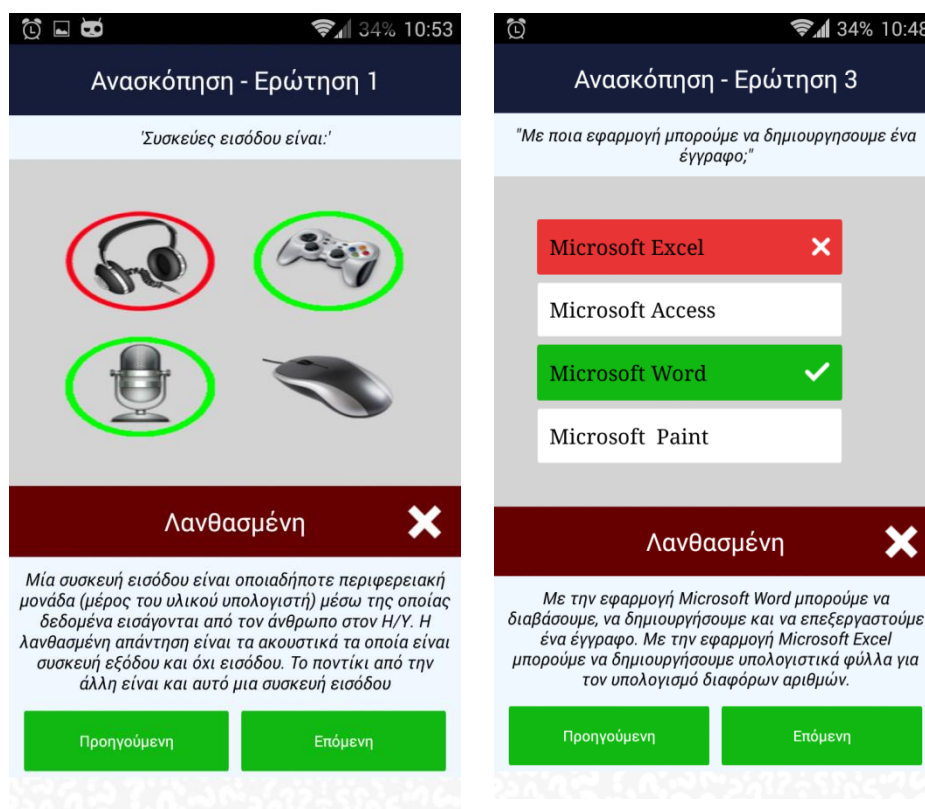 34% 10:53
Ανασκόπηση - Ερώτηση 1
'Συσκεύες εισόδου είναι:'
Λανθασμένη
Μία συσκευή εισόδου είναι οποιαδήποτε περιφερειακή
μονάδα (μέρος του υλικού υπολογιστή) μέσω της οποίας
δεδομένα εισάγονται από τον άνθρωπο στον Η/Υ. Η
λανθασμένη απάντηση είναι τα ακουστικά τα οποία είναι
συσκευή εξόδου και όχι εισόδου. Το ποντίκι από την
άλλη είναι και αυτό μια συσκευή εισόδου
Προηγούμενη
Επόμενη
34% 10:48
Ανασκόπηση - Ερώτηση 3
"Με ποια εφαρμογή μπορούμε να δημιουργησουμε ένα
έγγραφο;"
Microsoft Excel
Microsoft Access
Microsoft Word
Microsoft Paint
Λανθασμένη
Με την εφαρμογή Microsoft Word μπορούμε να
διαβάσουμε, να δημιουργήσουμε και να επεξεργαστούμε
ένα έγγραφο. Με την εφαρμογή Microsoft Excel
μπορούμε να δημιουργήσουμε υπολογιστικά φύλλα για
τον υπολογισμό διαφόρων αριθμών.
Προηγούμενη
Επόμενη